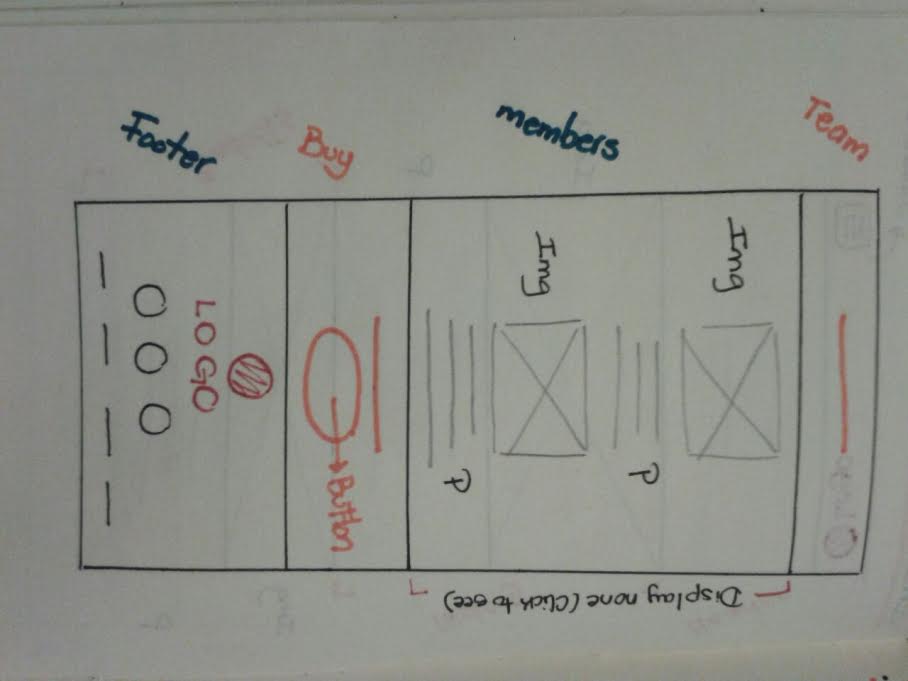 Team
Img
P
members
Img
P
Display none (Click to see)
Buy
Button
LOGO
Footer